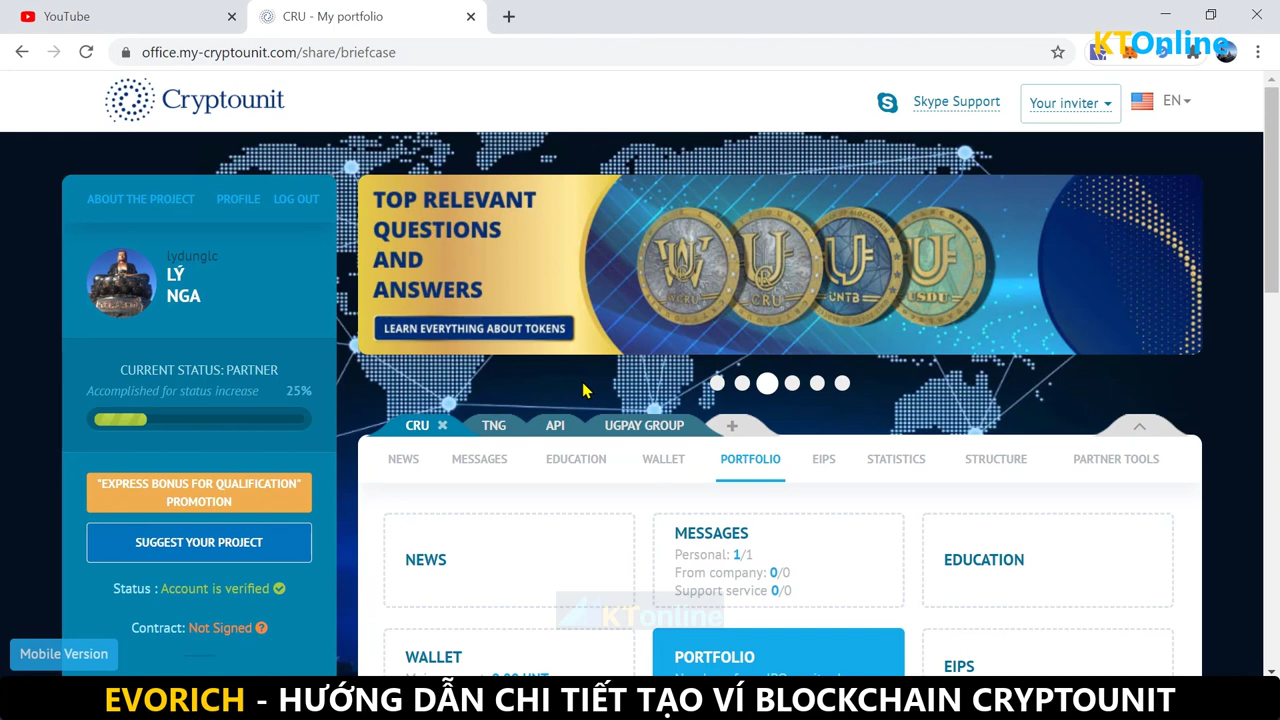 YouTube
CRU - My portfolio
office.my-cryptounit.com/share/briefcase
KTOnline
Cryptounit
Skype Support
Your inviter
EN
ABOUT THE PROJECT PROFILE LOG OUT
lydunglc
LÝ
NGA
CURRENT STATUS: PARTNER
Accomplished for status increase 25%
"EXPRESS BONUS FOR QUALIFICATION"
PROMOTION
SUGGEST YOUR PROJECT
Status : Account is verified
Contract: Not Signed
Mobile Version
TOP RELEVANT
QUESTIONS
AND
ANSWERS
LEARN EVERYTHING ABOUT TOKENS
WCRU
CRU
UNTB
USDU
CRU TNG API UGPAY GROUP
NEWS MESSAGES EDUCATION WALLET PORTFOLIO EIPS STATISTICS STRUCTURE PARTNER TOOLS
NEWS
MESSAGES
Personal: 1/1
From company: 0/0
Support service 0/0
EDUCATION
KTonline
WALLET
PORTFOLIO
EIPS
EVORICH - HƯỚNG DẪN CHI TIẾT TẠO VÍ BLOCKCHAIN CRYPTOUNIT